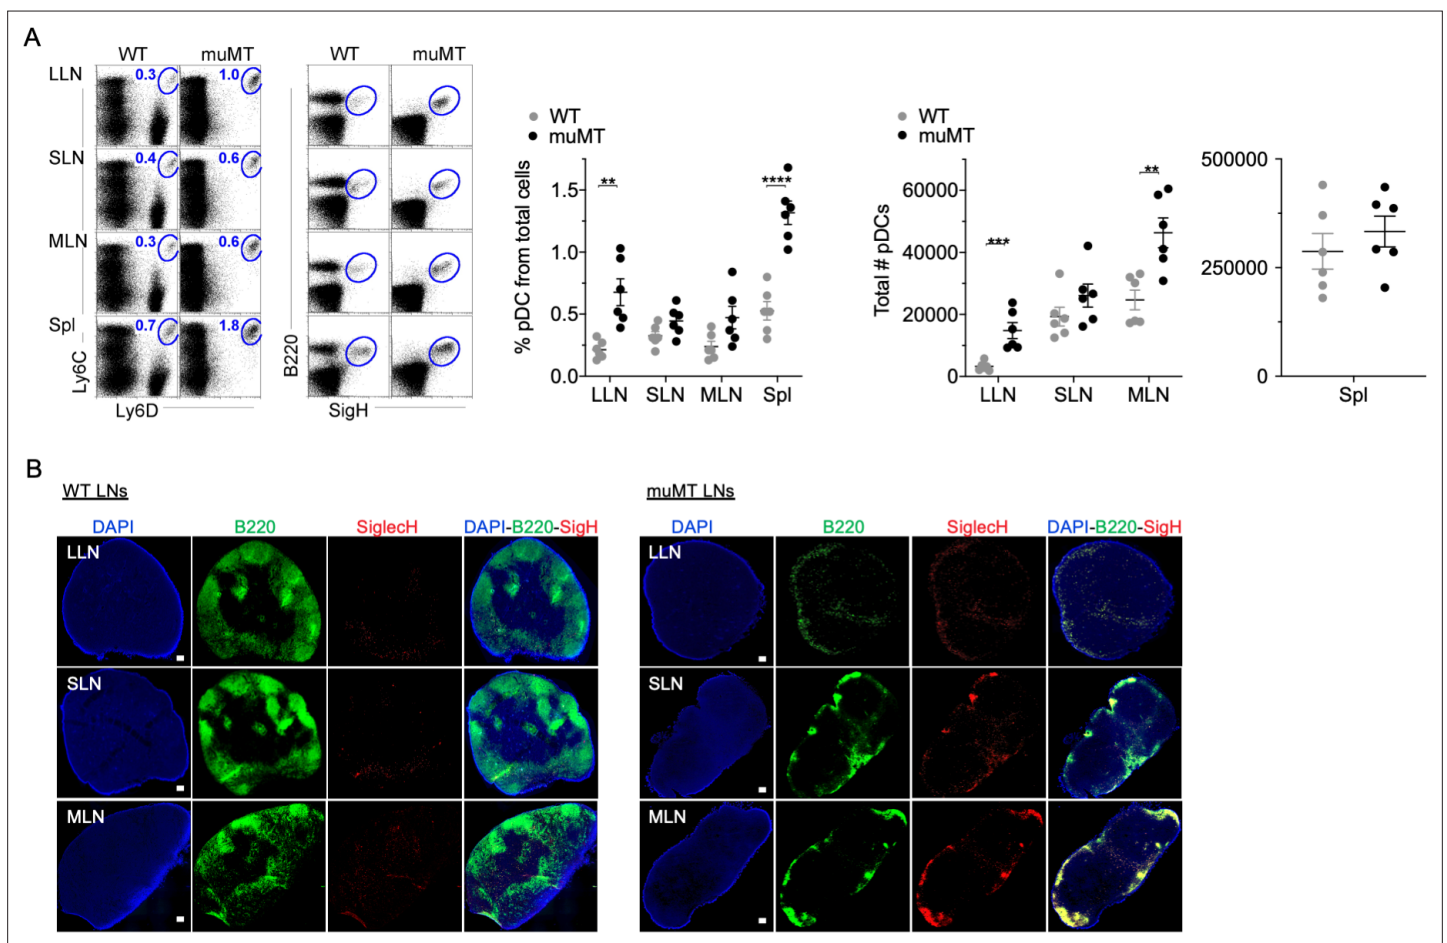 A
WT muMT
LLN 0.3 1.0
SLN 0.4 0.6
MLN 0.3 0.6
Spl 0.7 1.8
Ly6C
Ly6D
WT muMT
B220
SigH
WT
muMT
% pDC from total cells
1.5
1.0
0.5
0.0
** ****
LLN SLN MLN Spl
WT
muMT
Total # pDCs
60000
40000
20000
0
*** **
LLN SLN MLN
500000
250000
0
Spl
B
WT LNs
DAPI B220 SiglecH DAPI-B220-SigH
LLN
SLN
MLN
muMT LNs
DAPI B220 SiglecH DAPI-B220-SigH
LLN
SLN
MLN